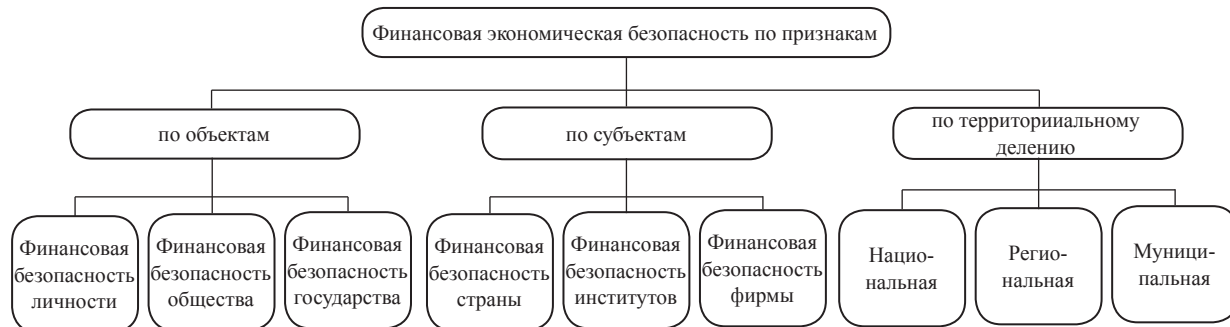 Финансовая экономическая безопасность по признакам
по объектам
по субъектам
по территорииальному
делению
Финансовая
безопасность
личности
Финансовая
безопасность
общества
Финансовая
безопасность
государства
Финансовая
безопасность
страны
Финансовая
безопасность
институтов
Финансовая
безопасность
фирмы
Нацио-
нальная
Регио-
нальная
Муници-
пальная